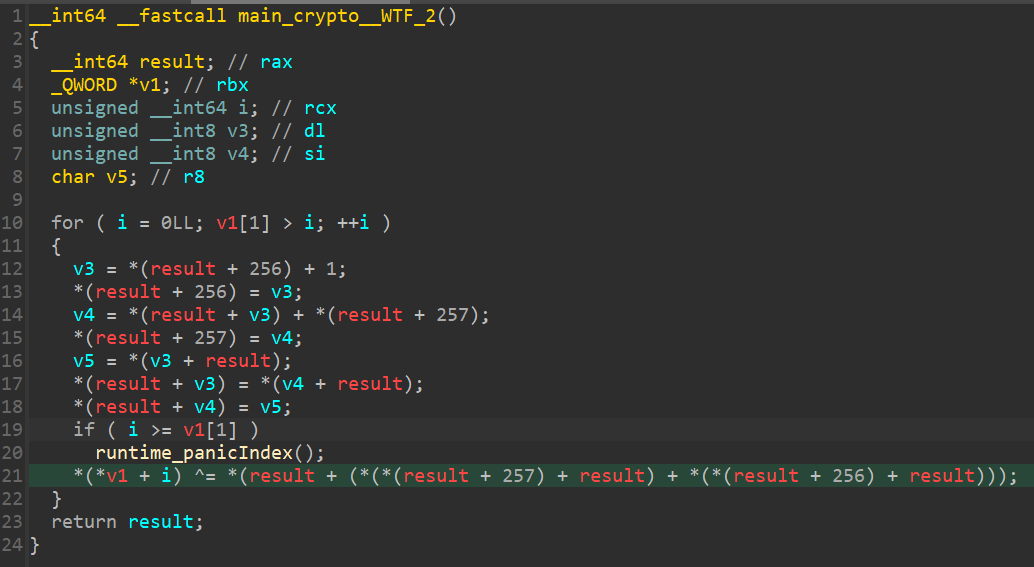 1 __int64 __fastcall main_crypto__WTF_2()
2 {
3 __int64 result; // rax
4 _QWORD *v1; // rbx
5 unsigned __int64 i; // rcx
6 unsigned __int8 v3; // dl
7 unsigned __int8 v4; // si
8 char v5; // r8
9
10 for ( i = 0LL; v1[1] > i; ++i )
11 {
12 v3 = *(result + 256) + 1;
13 *(result + 256) = v3;
14 v4 = *(result + v3) + *(result + 257);
15 *(result + 257) = v4;
16 v5 = *(v3 + result);
17 *(result + v3) = *(v4 + result);
18 *(result + v4) = v5;
19 if ( i >= v1[1] )
20 runtime_panicIndex();
21 *(*v1 + i) ^= *(result + (*(*(result + 257) + result) + *(*(result + 256) + result)));
22 }
23 return result;
24 }